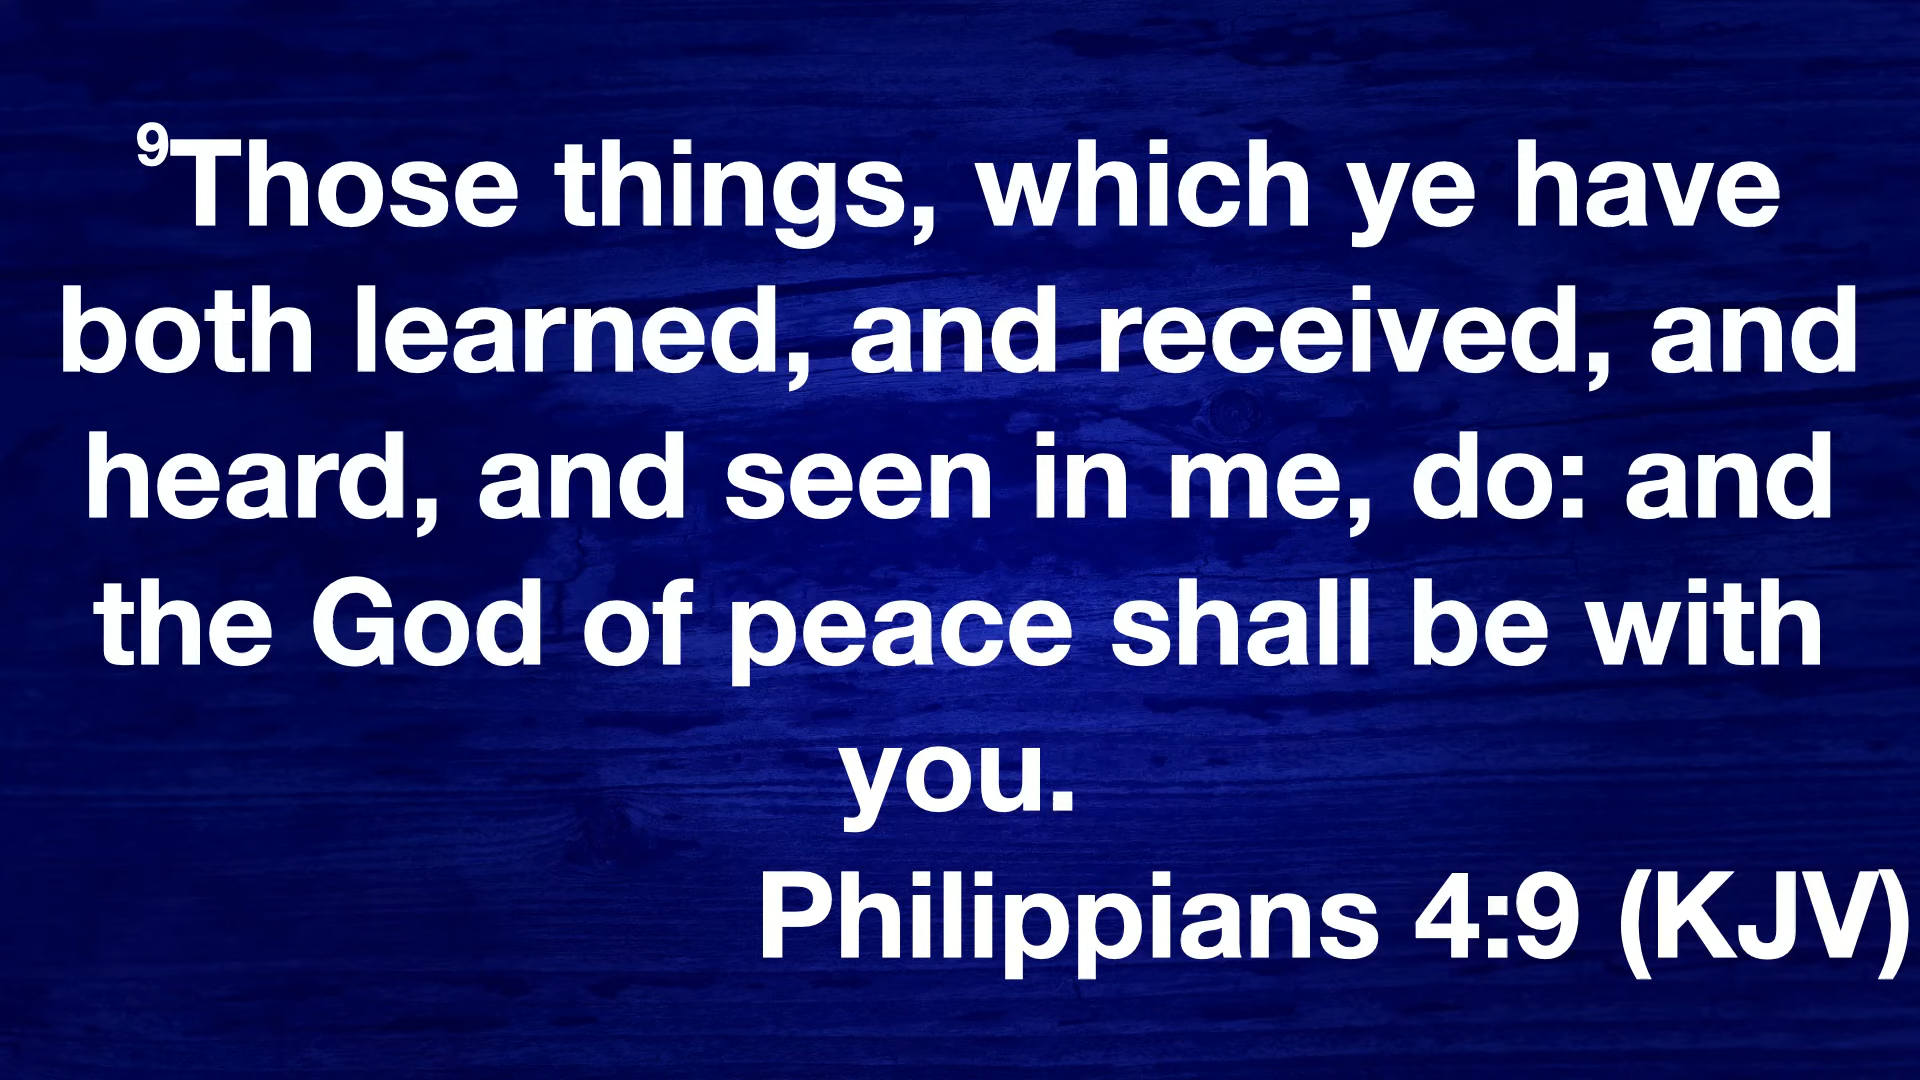 ⁹Those things, which ye have
both learned, and received, and
heard, and seen in me, do: and
the God of peace shall be with
you.
Philippians 4:9 (KJV)